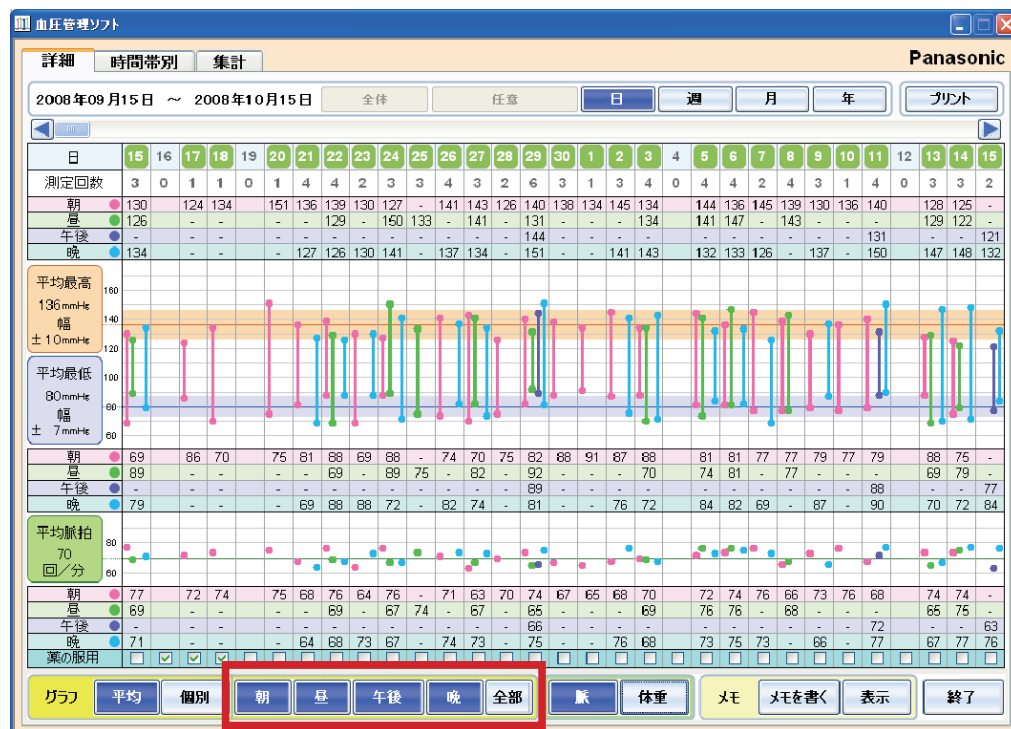 血圧管理ソフト
詳細 時間帯別 集計 Panasonic
2008年09月15日 ～ 2008年10月15日 全体 任意 日 週 月 年 プリント
日 15 16 17 18 19 20 21 22 23 24 25 26 27 28 29 30 1 2 3 4 5 6 7 8 9 10 11 12 13 14 15
測定回数 3 0 1 1 0 1 4 4 2 3 3 4 3 2 6 3 1 3 4 0 4 4 2 4 3 1 4 0 3 3 2
朝 130 124 134 151 136 139 130 127 - 141 143 126 140 138 134 145 134 144 136 145 139 130 136 140 128 125 -
昼 126 - - - - 129 - 150 133 - 141 - 131 - - - 134 141 147 - 143 - - - 129 122 -
午後 - - - - - - - - - - - - 144 - - - - - - - - - - 131 - - 121
晩 134 - - - 127 126 130 141 - 137 134 - 151 - - 141 143 132 133 126 - 137 - 150 147 148 132
平均最高
136mmHg
幅
± 10mmHg
160
140
120
平均最低
80mmHg
幅
± 7mmHg
100
80
60
朝 69 86 70 75 81 88 69 88 - 74 70 75 82 88 91 87 88 81 81 77 77 79 77 79 88 75 -
昼 89 - - - - 69 - 89 75 - 82 - 92 - - - 70 74 81 - 77 - - - 69 79 -
午後 - - - - - - - - - - - - 89 - - - - - - - - - - 88 - - 77
晩 79 - - - 69 88 88 72 - 82 74 - 81 - - 76 72 84 82 69 - 87 - 90 70 72 84
平均脈拍
70
回／分
80
60
朝 77 72 74 75 68 76 64 76 - 71 63 70 74 67 65 68 70 72 74 76 66 73 76 68 74 74 -
昼 69 - - - - 69 - 67 74 - 67 - 65 - - - 69 76 76 - 68 - - - 65 75 -
午後 - - - - - - - - - - - - 66 - - - - - - - - - - 72 - - 63
晩 71 - - - 64 68 73 67 - 74 73 - 75 - - 76 68 73 75 73 - 66 - 77 67 77 76
薬の服用
グラフ 平均 個別 朝 昼 午後 晩 全部 脈 体重 メモ メモを書く 表示 終了